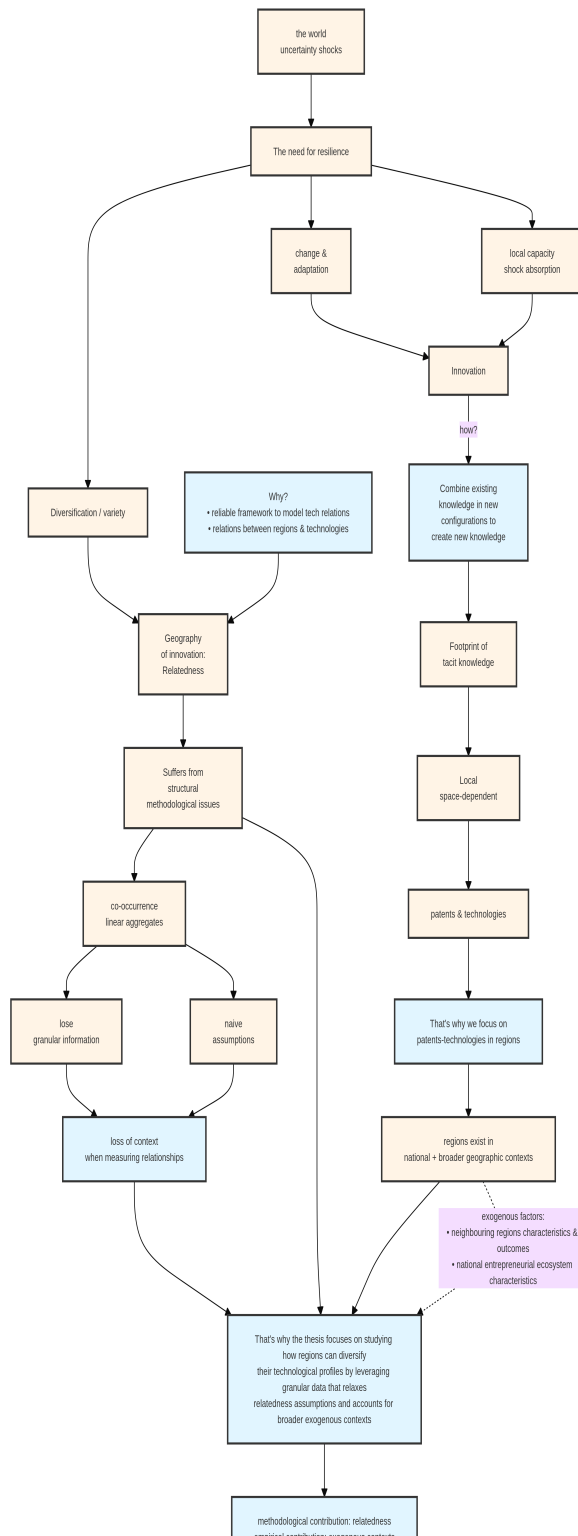 the world
uncertainty shocks
The need for resilience
change &
adaptation
local capacity
shock absorption
Innovation
how?
Combine existing
knowledge in new
configurations to
create new knowledge
Diversification / variety
Why?
• reliable framework to model tech relations
• relations between regions & technologies
Geography
of innovation:
Relatedness
Footprint of
tacit knowledge
Suffers from
structural
methodological issues
Local
space-dependent
co-occurrence
linear aggregates
patents & technologies
lose
granular information
naive
assumptions
That's why we focus on
patents-technologies in regions
loss of context
when measuring relationships
regions exist in
national + broader geographic contexts
exogenous factors:
• neighbouring regions characteristics &
outcomes
• national entrepreneurial ecosystem
characteristics
That's why the thesis focuses on studying
how regions can diversify
their technological profiles by leveraging
granular data that relaxes
relatedness assumptions and accounts for
broader exogenous contexts
methodological contribution: relatedness
empirical contribution: exogenous contexts